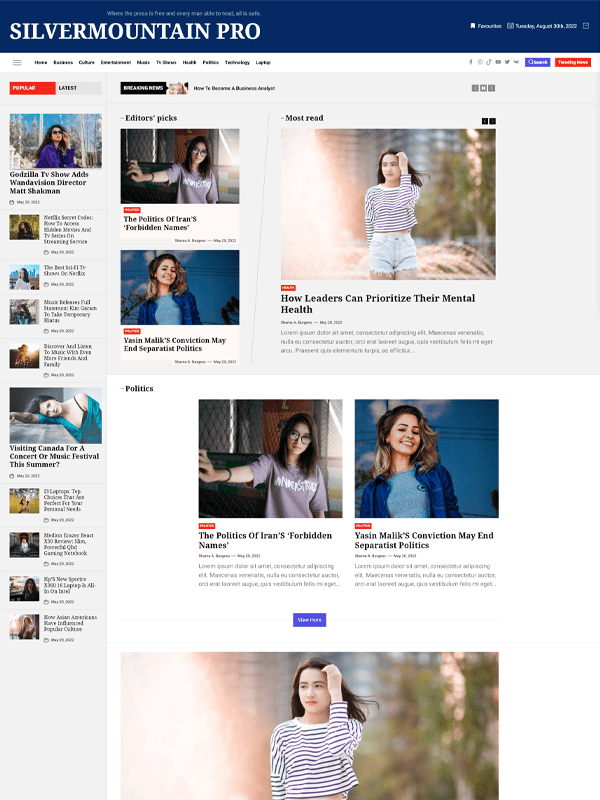 Where the press is free and every man able to read, all is safe.
SILVERMOUNTAIN PRO
Favourites
Tuesday, August 30th, 2022
Home Business Culture Entertainment Music Tv Shows Health Politics Technology Laptop
Search
Trending News
POPULAR
LATEST
BREAKING NEWS
How To Become A Business Analyst
Godzilla Tv Show Adds
Wandavision Director
Matt Shakman
May 20, 2022
Netflix Secret Codes:
How To Access
Hidden Movies And
Tv Series On
Streaming Service
May 20, 2022
The Best Sci-Fi Tv
Shows On Netflix
May 20, 2022
Music Releases Full
Statement Kim Garam
To Take Temporary
Hiatus
May 20, 2022
Discover And Listen
To Music With Even
More Friends And
Family
May 20, 2022
Visiting Canada For A
Concert Or Music Festival
This Summer?
May 20, 2022
13 Laptops: Top
Choices That Are
Perfect For Your
Personal Needs
May 20, 2022
Medion Erazer Beast
X30 Review: Slim,
Powerful Qhd
Gaming Notebook
May 20, 2022
Hp'S New Spectre
X360 16 Laptop Is All-
In On Intel
May 20, 2022
How Asian Americans
Have Influenced
Popular Culture
May 20, 2022
Editors' picks
POLITICS
The Politics Of Iran'S
'Forbidden Names'
Sharna A. Burgess — May 20, 2022
POLITICS
Yasin Malik'S Conviction May
End Separatist Politics
Sharna A. Burgess — May 20, 2022
Most read
HEALTH
How Leaders Can Prioritize Their Mental
Health
Sharna A. Burgess — May 20, 2022
Lorem ipsum dolor sit amet, consectetur adipiscing elit. Maecenas venenatis,
nulla eu consectetur auctor, orci erat laoreet augue, quis vestibulum felis mi eget
arcu. Praesent quis elementum turpis, ac efficitur...
Politics
POLITICS
The Politics Of Iran'S 'Forbidden
Names'
Sharna A. Burgess — May 20, 2022
Lorem ipsum dolor sit amet, consectetur adipiscing
elit. Maecenas venenatis, nulla eu consectetur auctor,
orci erat laoreet augue, quis vestibulum felis mi eget...
POLITICS
Yasin Malik'S Conviction May End
Separatist Politics
Sharna A. Burgess — May 20, 2022
Lorem ipsum dolor sit amet, consectetur adipiscing
elit. Maecenas venenatis, nulla eu consectetur auctor,
orci erat laoreet augue, quis vestibulum felis mi eget...
View more